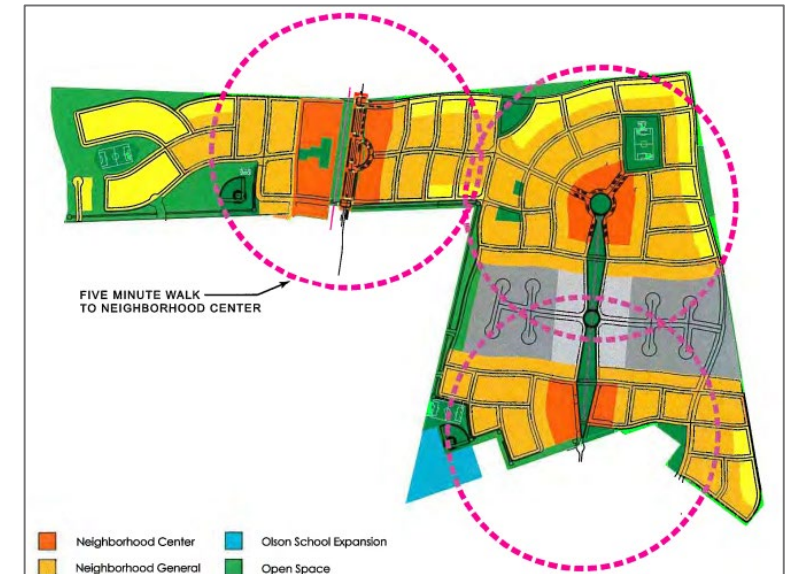 FIVE MINUTE WALK
TO NEIGHBORHOOD CENTER
Neighborhood Center
Olson School Expansion
Neighborhood General
Open Space